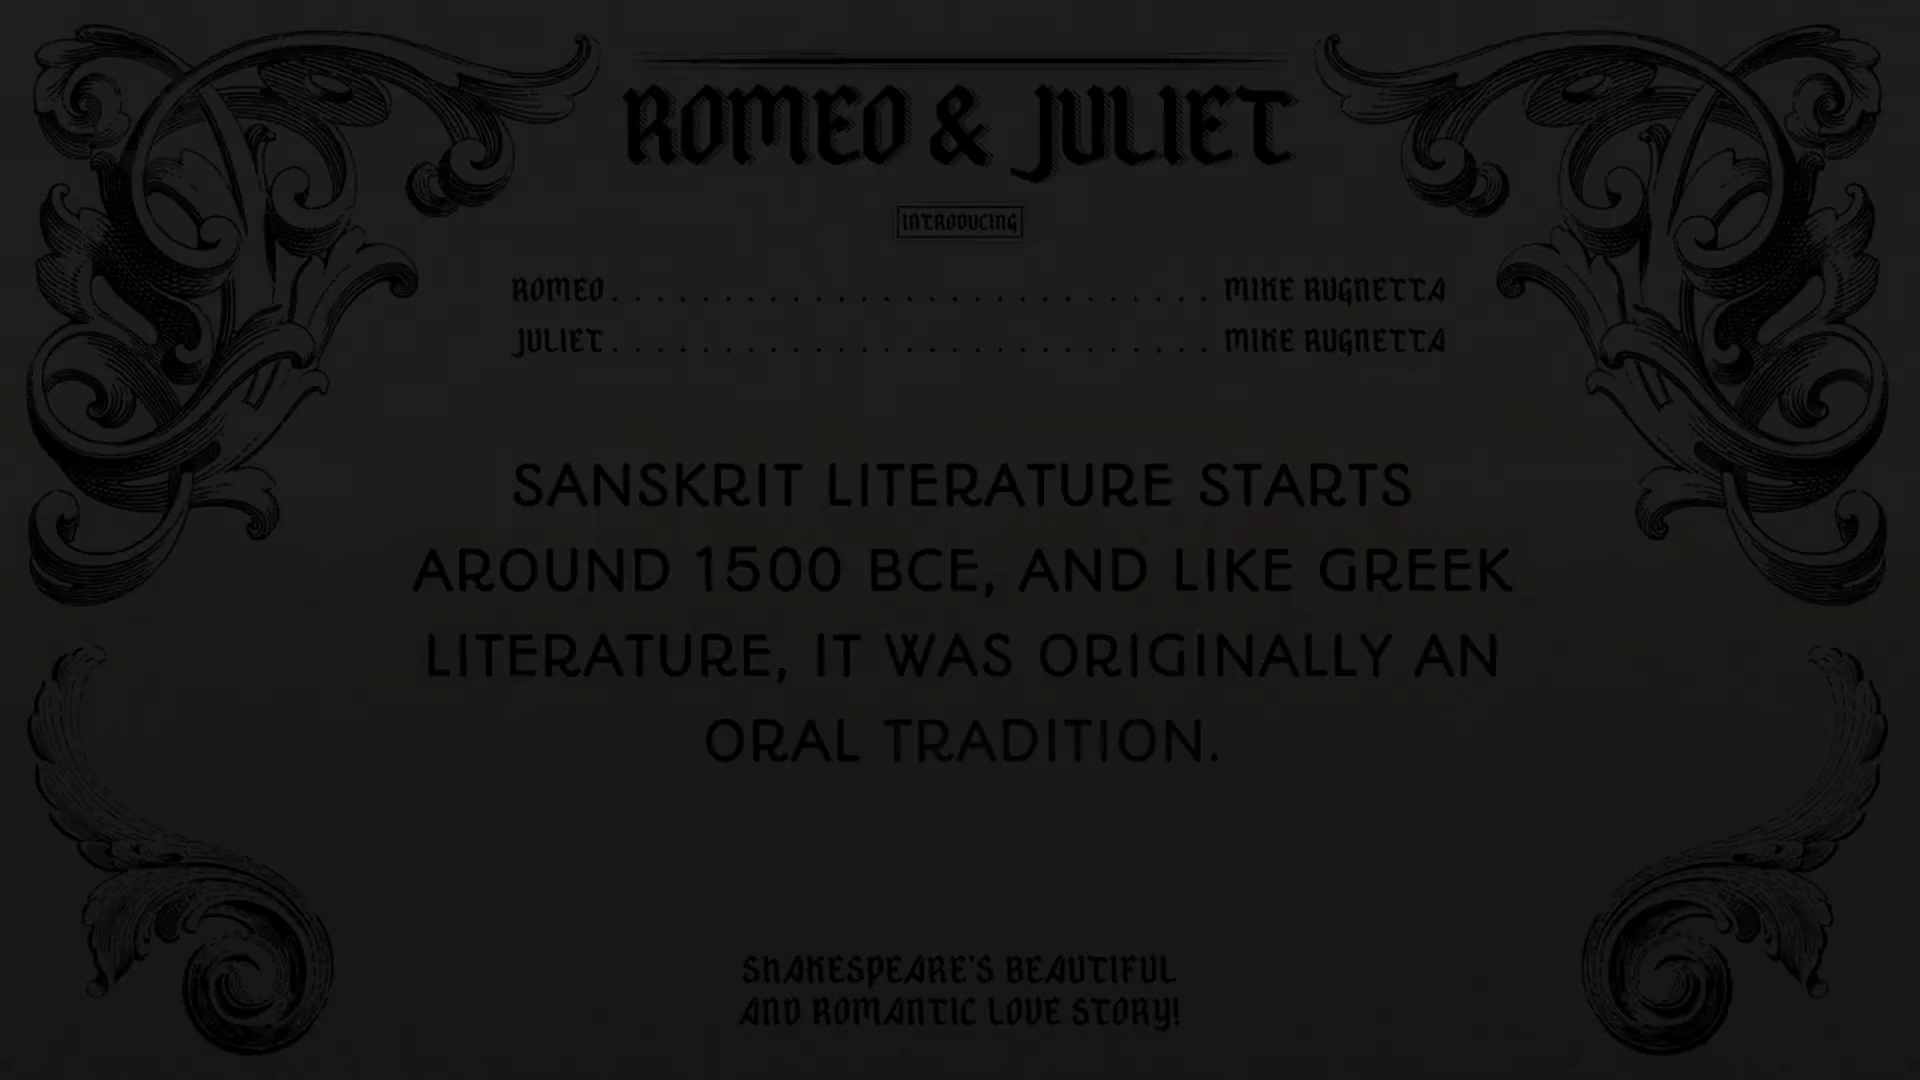 ROMEO & JULIET
INTRODUCING
ROMEO . . . . . . . . . . . . . . . . . . . . MIKE RUGNETTA
JULIET . . . . . . . . . . . . . . . . . . . . MIKE RUGNETTA
SANSKRIT LITERATURE STARTS
AROUND 1500 BCE, AND LIKE GREEK
LITERATURE, IT WAS ORIGINALLY AN
ORAL TRADITION.
SHAKESPEARE'S BEAUTIFUL
AND ROMANTIC LOVE STORY!